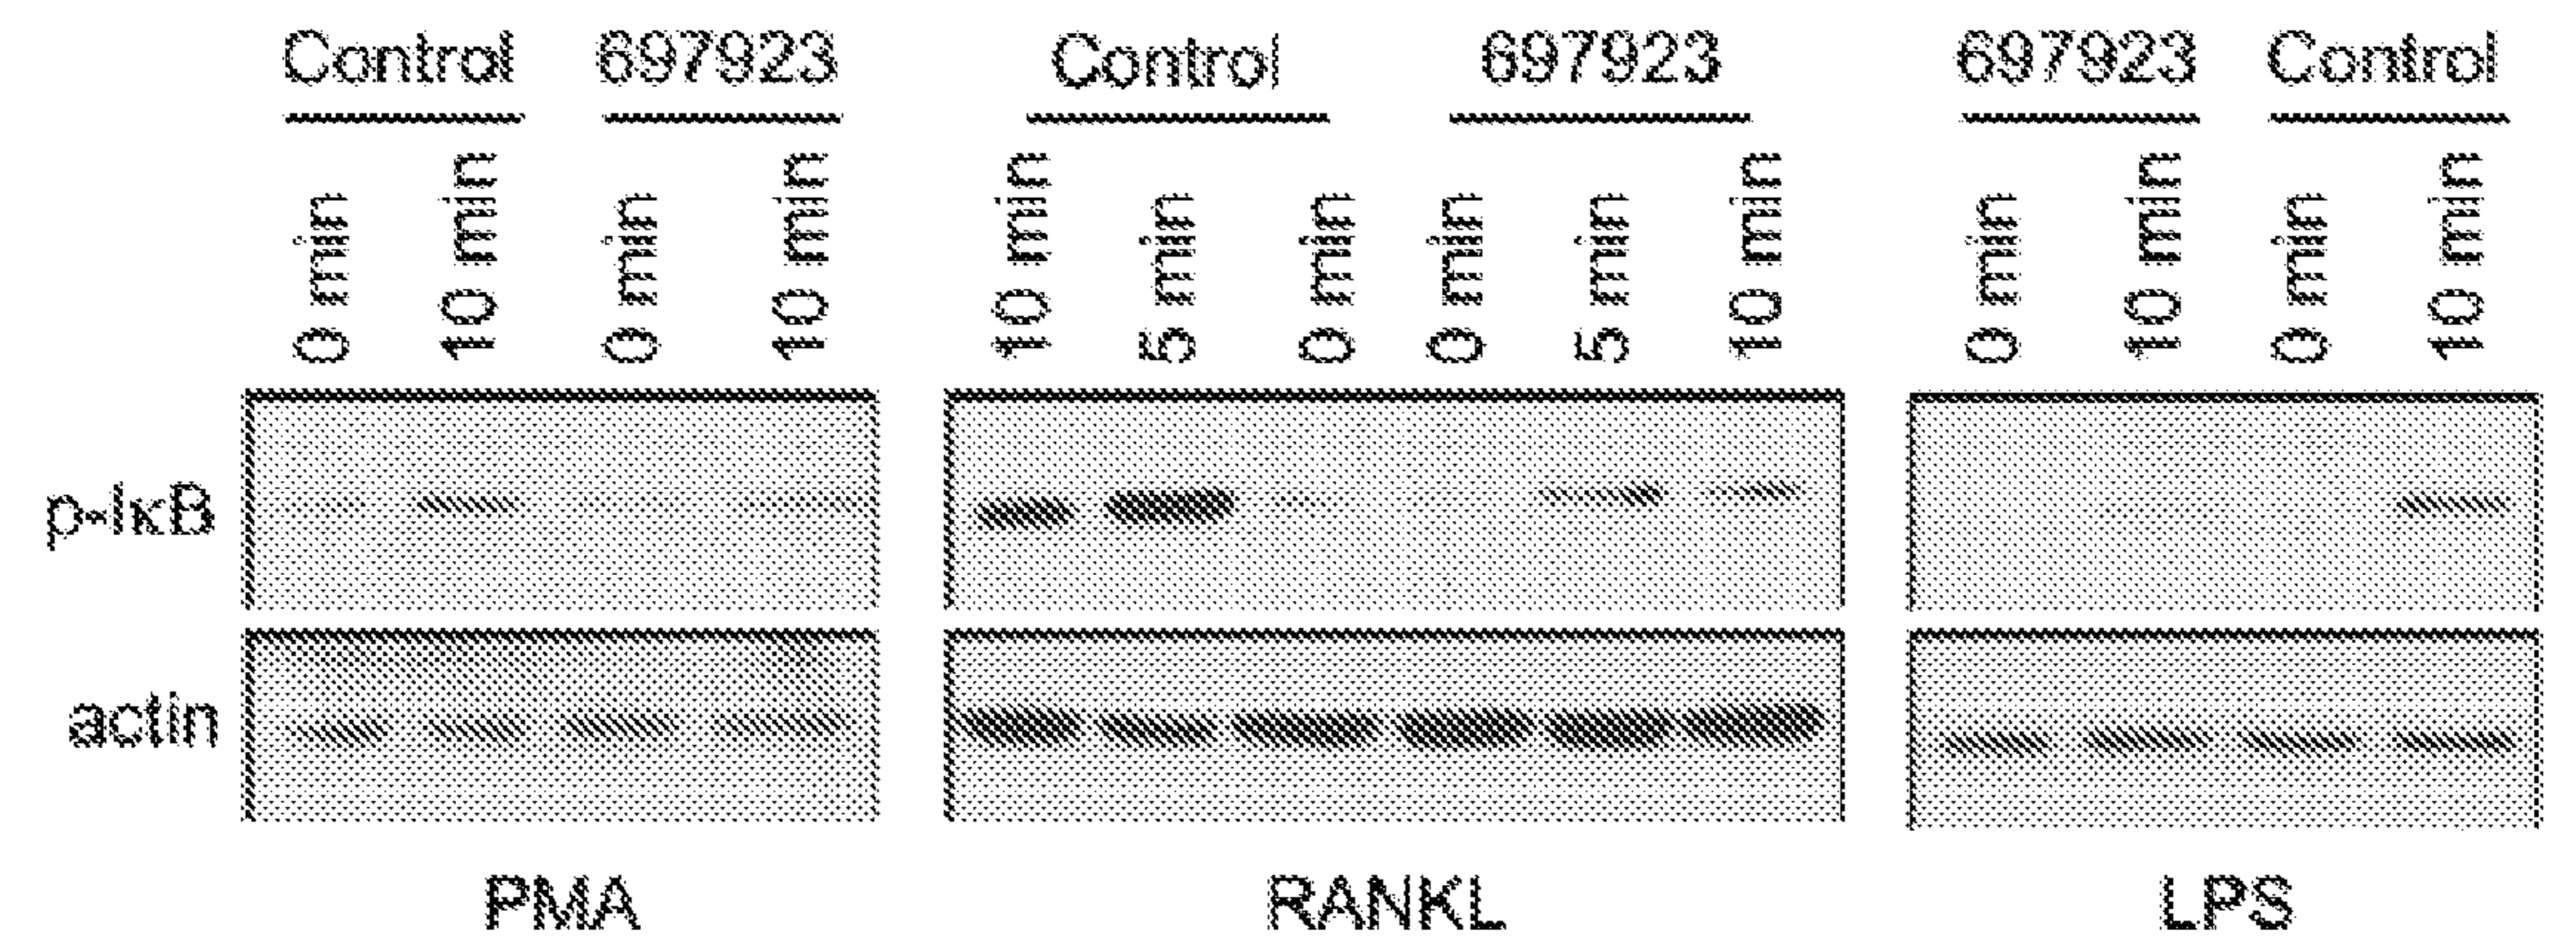 Control 697923 Control 697923 697923 Control
0 min 10 min 0 min 10 min 10 min 5 min 0 min 0 min 5 min 10 min 0 min 10 min 0 min 10 min
p-IκB
actin
PMA RANKL LPS